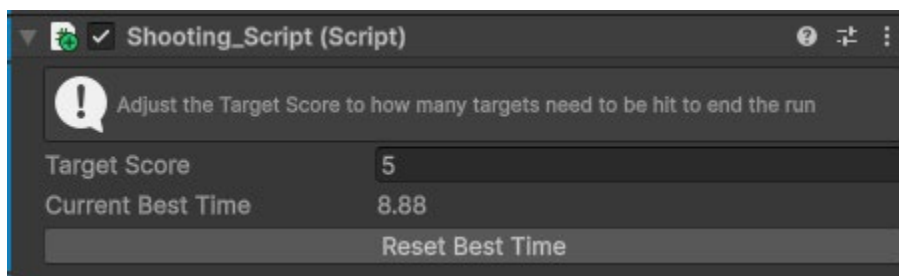 Shooting_Script (Script)
Adjust the Target Score to how many targets need to be hit to end the run
Target Score 5
Current Best Time 8.88
Reset Best Time